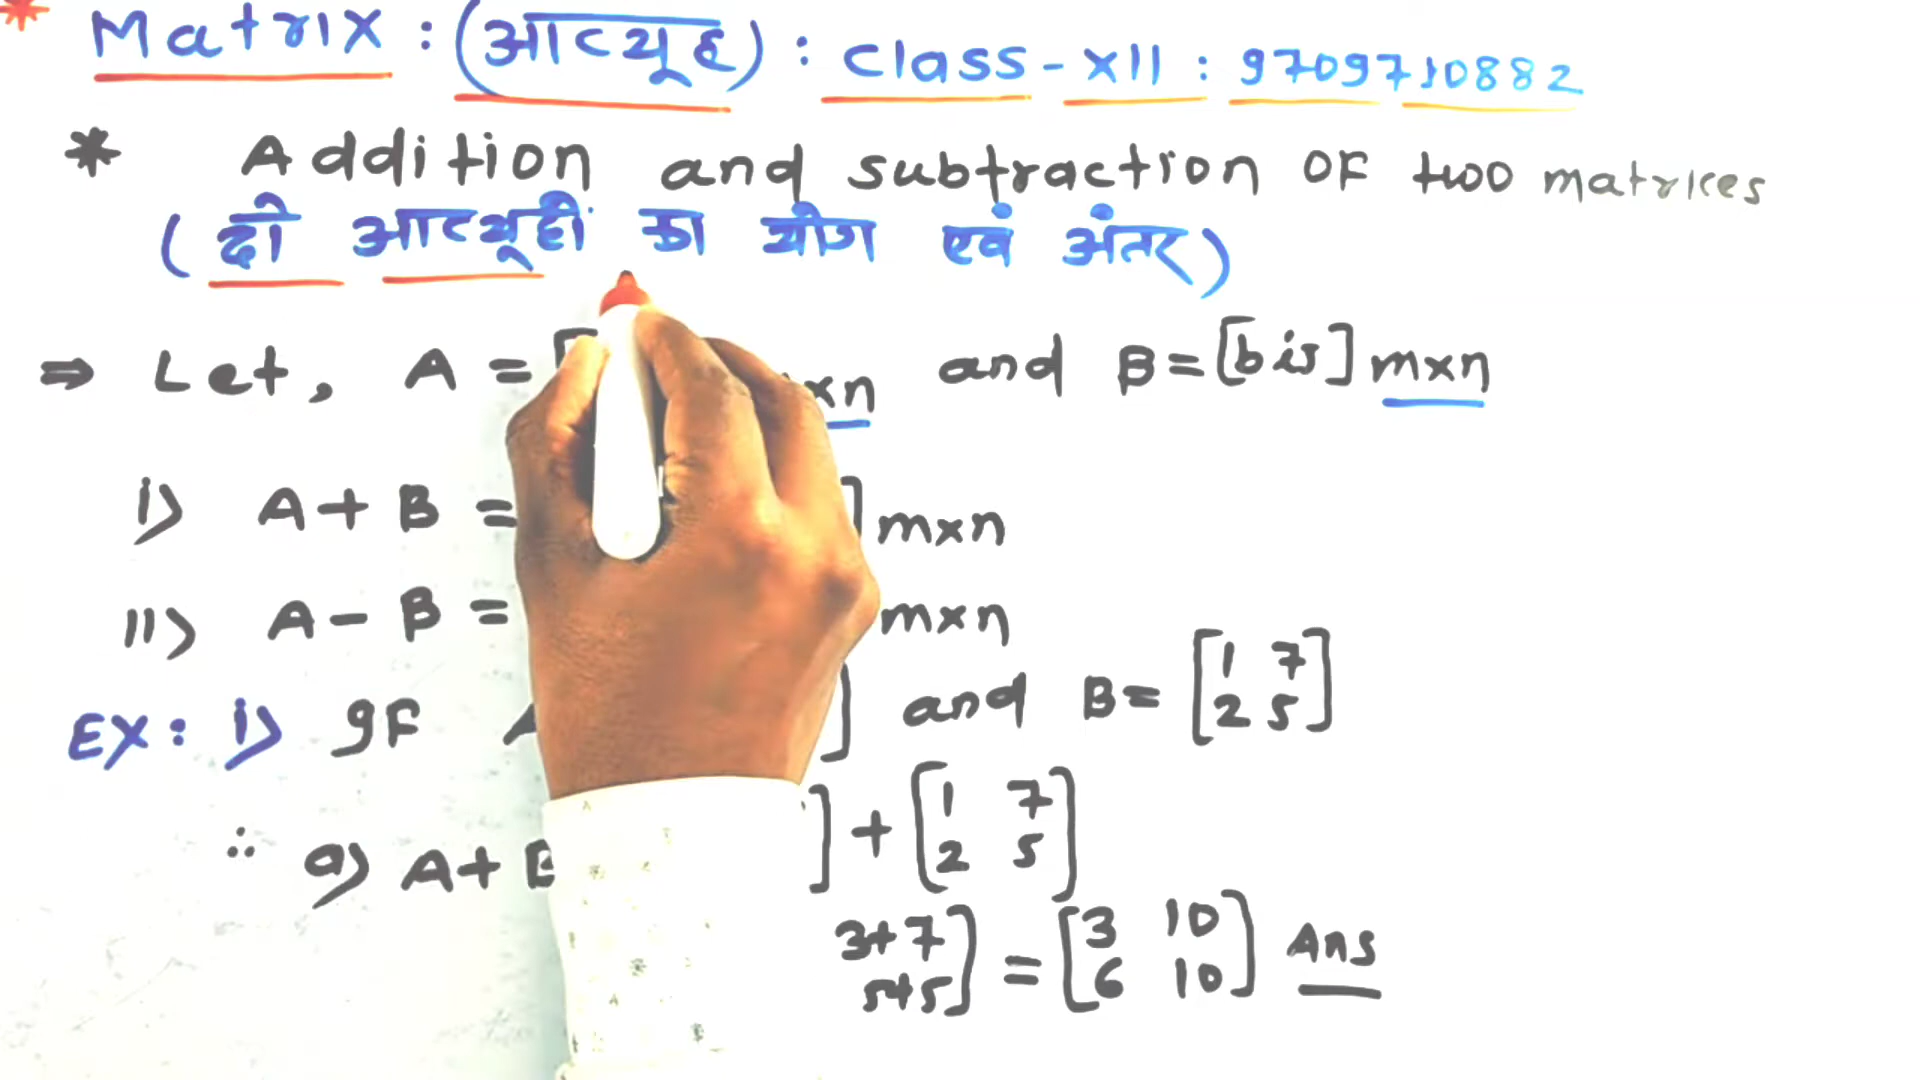 * Matrix : (आव्यूह) : Class - XII : 9709710882
* Addition and subtraction OF two matrices
( दो आव्यूहों का योग एवं अंतर)
⇒ Let, A = [ xn and B = [bij] mxn
i) A + B = ] mxn
ii) A - B = mxn
EX: i) If A ] and B = [1 7 2 5]
∴ a) A + B ] + [1 7 2 5]
3+7 5+5] = [3 10 6 10] Ans